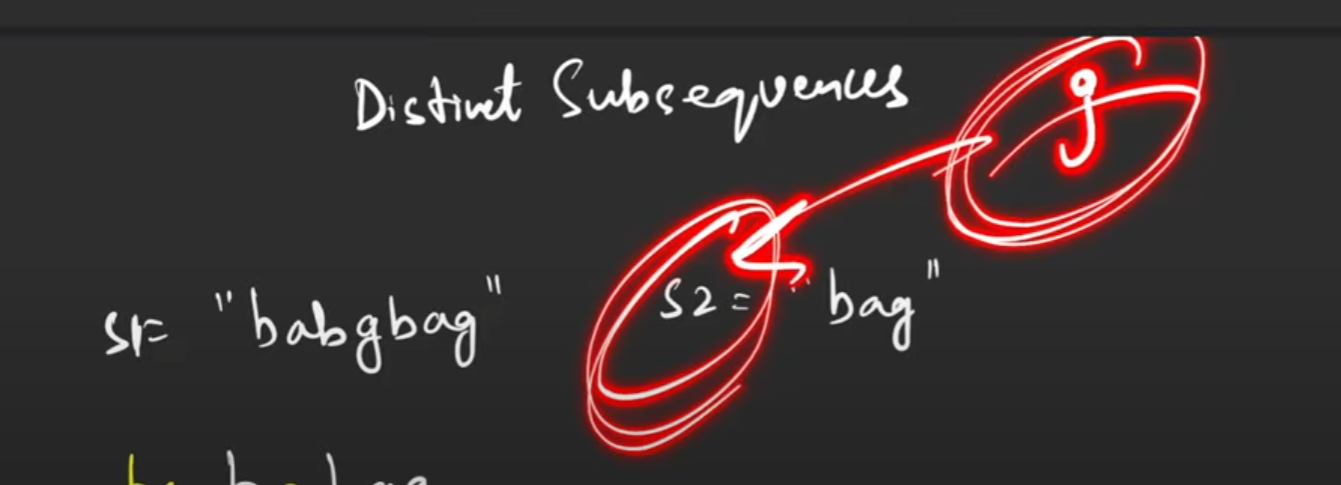 Distinct Subsequences
j
S1= "babgbag" S2= "bag"